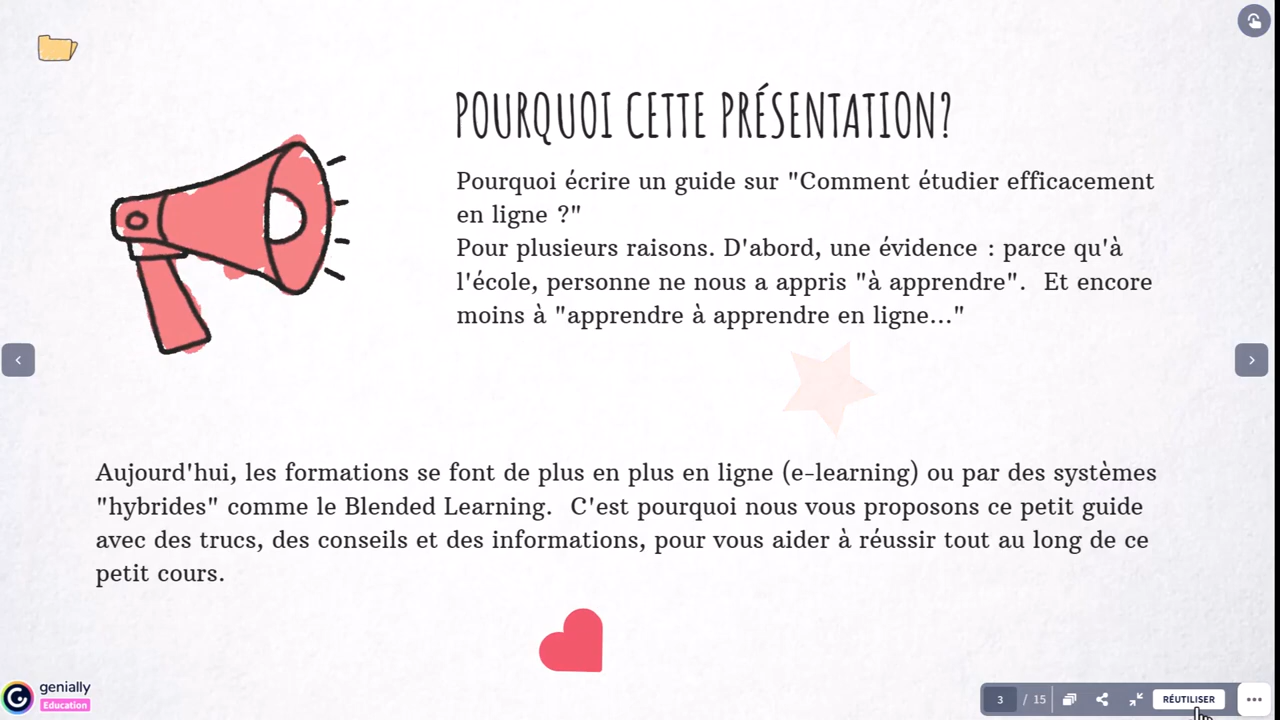 POURQUOI CETTE PRÉSENTATION?
Pourquoi écrire un guide sur "Comment étudier efficacement
en ligne ?"
Pour plusieurs raisons. D'abord, une évidence : parce qu'à
l'école, personne ne nous a appris "à apprendre".  Et encore
moins à "apprendre à apprendre en ligne..."
Aujourd'hui, les formations se font de plus en plus en ligne (e-learning) ou par des systèmes
"hybrides" comme le Blended Learning.  C'est pourquoi nous vous proposons ce petit guide
avec des trucs, des conseils et des informations, pour vous aider à réussir tout au long de ce
petit cours.
genially
Education
3 / 15 RÉUTILISER